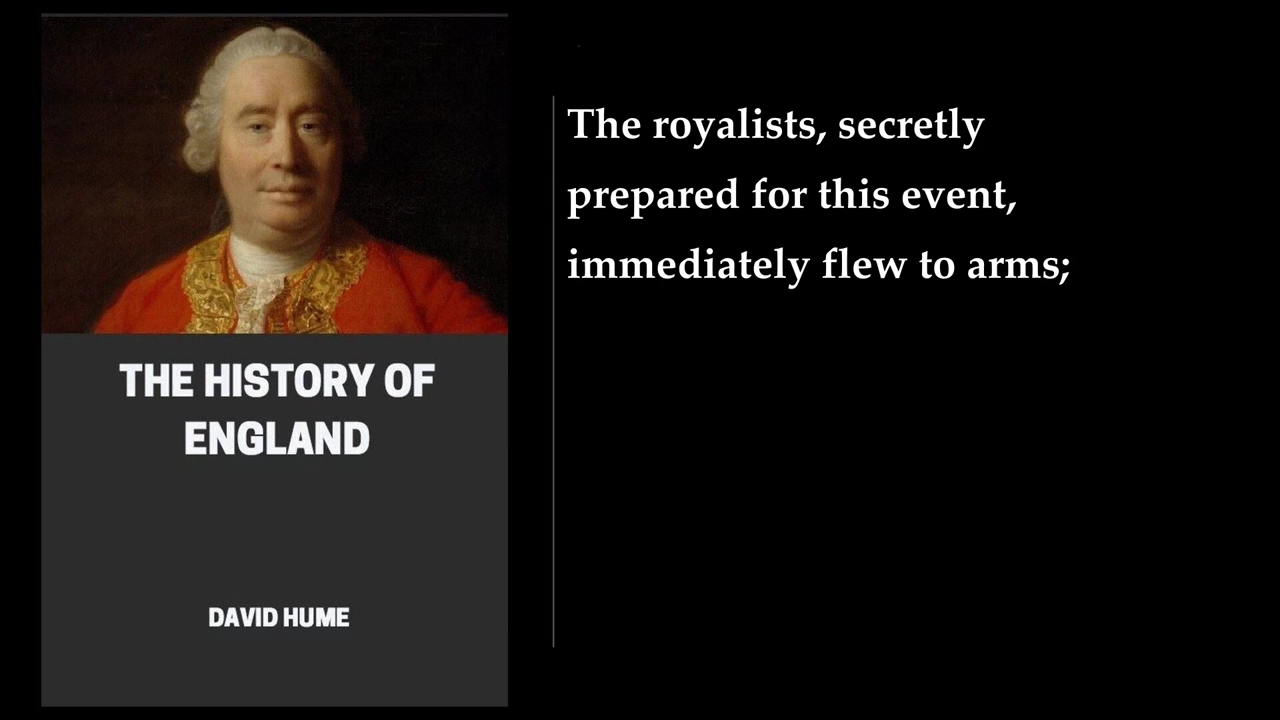 THE HISTORY OF
ENGLAND
DAVID HUME
The royalists, secretly
prepared for this event,
immediately flew to arms;